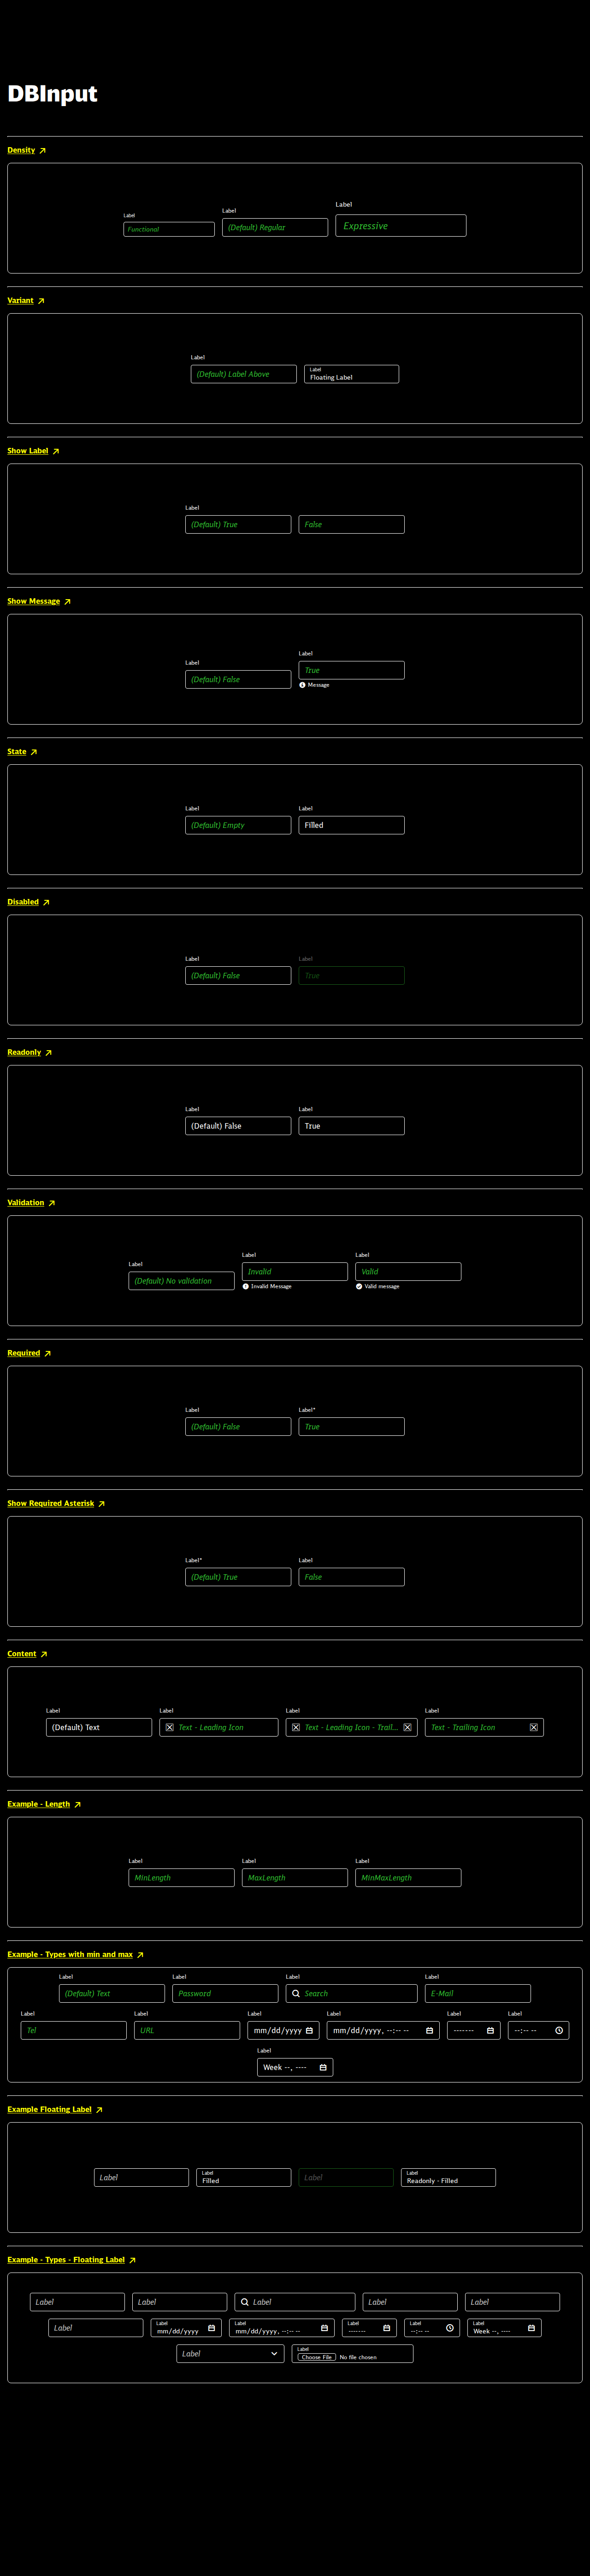 DBInput
Density
Label Label Label
Functional (Default) Regular Expressive
Variant
Label Label
(Default) Label Above Floating Label
Show Label
Label
(Default) True False
Show Message
Label Label
(Default) False True
Message
State
Label Label
(Default) Empty Filled
Disabled
Label Label
(Default) False True
Readonly
Label Label
(Default) False True
Validation
Label Label Label
(Default) No validation Invalid Valid
Invalid Message Valid message
Required
Label Label*
(Default) False True
Show Required Asterisk
Label* Label
(Default) True False
Content
Label Label Label Label
(Default) Text Text - Leading Icon Text - Leading Icon - Trail... Text - Trailing Icon
Example - Length
Label Label Label
MinLength MaxLength MinMaxLength
Example - Types with min and max
Label Label Label Label
(Default) Text Password Search E-Mail
Label Label Label Label Label Label
Tel URL mm/dd/yyyy mm/dd/yyyy, --:-- -- ------- --:-- --
Label
Week --, ----
Example Floating Label
Label Label Filled Label Label Readonly - Filled
Example - Types - Floating Label
Label Label Label Label Label
Label Label mm/dd/yyyy Label mm/dd/yyyy, --:-- -- Label ------- Label --:-- -- Label Week --, ----
Label Label Choose File No file chosen